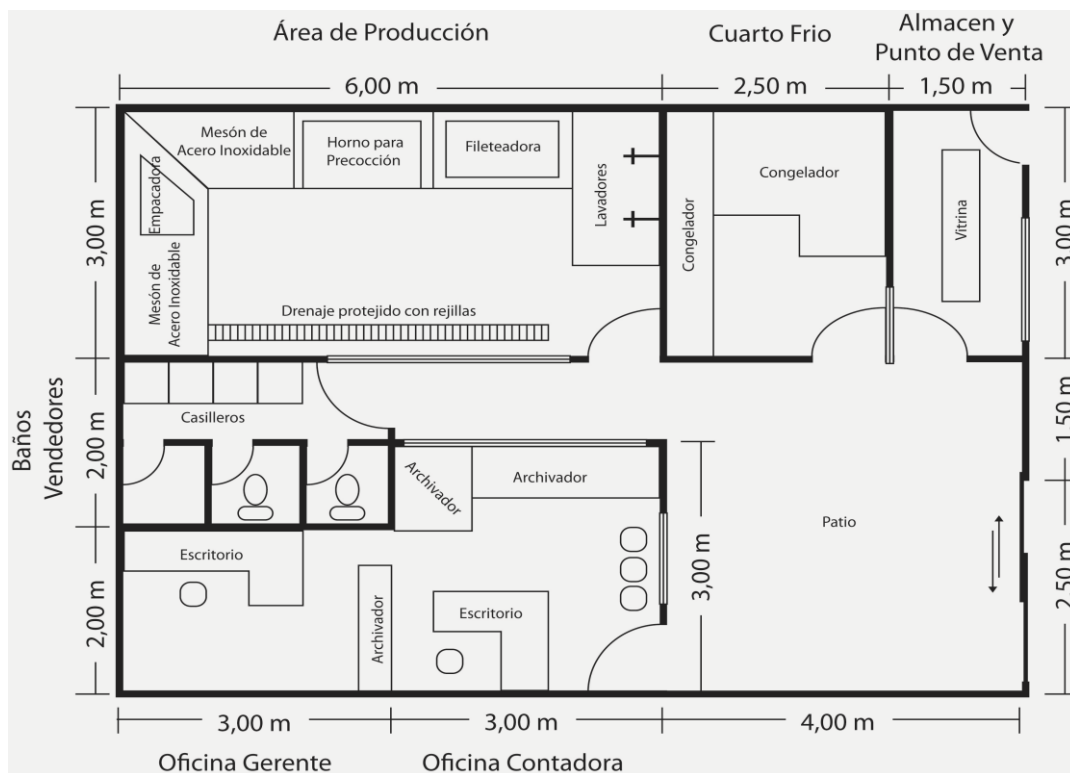 Área de Producción
Cuarto Frio
Almacen y
Punto de Venta
6,00 m
2,50 m
1,50 m
Mesón de
Acero Inoxidable
Horno para
Precocción
Fileteadora
Empacadora
Lavadores
Mesón de
Acero Inoxidable
Drenaje protejido con rejillas
Congelador
Congelador
Vitrina
3,00 m
3,00 m
Baños
Vendedores
2,00 m
Casilleros
Archivador
Archivador
1,50 m
Patio
2,00 m
Escritorio
Archivador
Escritorio
3,00 m
2,50 m
3,00 m
3,00 m
4,00 m
Oficina Gerente
Oficina Contadora